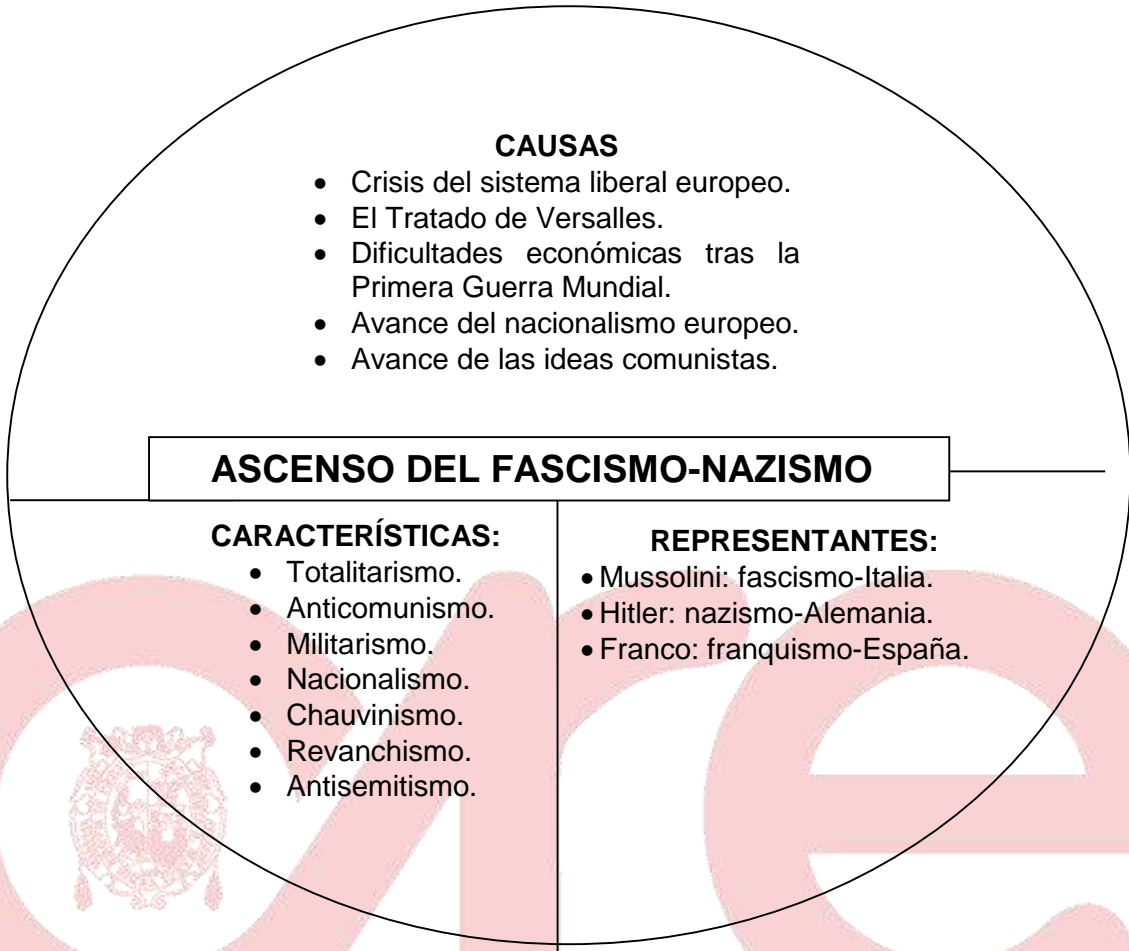 CAUSAS
• Crisis del sistema liberal europeo.
• El Tratado de Versalles.
• Dificultades económicas tras la
Primera Guerra Mundial.
• Avance del nacionalismo europeo.
• Avance de las ideas comunistas.
ASCENSO DEL FASCISMO-NAZISMO
CARACTERÍSTICAS:
• Totalitarismo.
• Anticomunismo.
• Militarismo.
• Nacionalismo.
• Chauvinismo.
• Revanchismo.
• Antisemitismo.
REPRESENTANTES:
• Mussolini: fascismo-Italia.
• Hitler: nazismo-Alemania.
• Franco: franquismo-España.